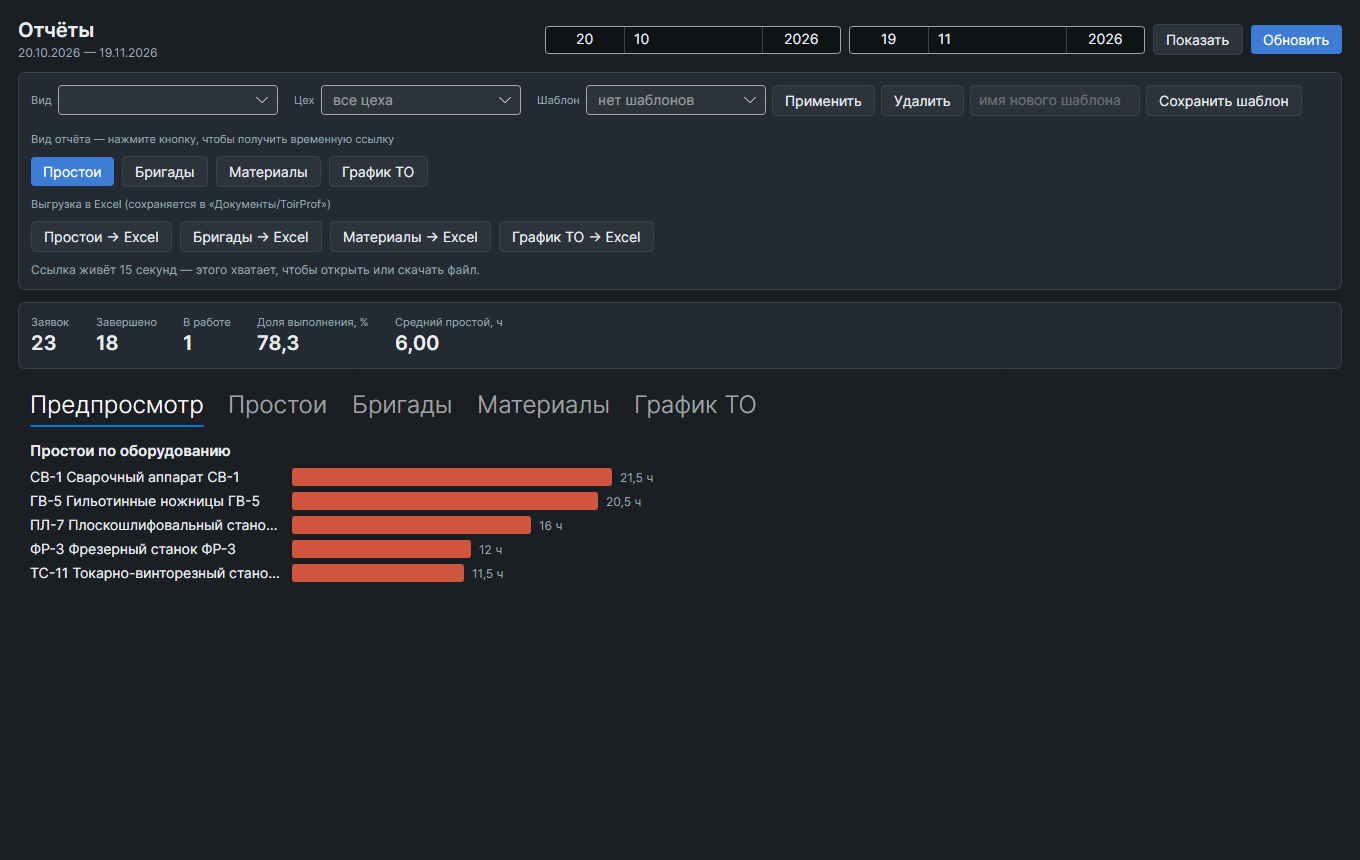 Отчёты
20.10.2026 — 19.11.2026
20 10 2026 19 11 2026 Показать Обновить
Вид Цех все цеха Шаблон нет шаблонов Применить Удалить имя нового шаблона Сохранить шаблон
Вид отчёта — нажмите кнопку, чтобы получить временную ссылку
Простои Бригады Материалы График ТО
Выгрузка в Excel (сохраняется в «Документы/ToirProf»)
Простои → Excel Бригады → Excel Материалы → Excel График ТО → Excel
Ссылка живёт 15 секунд — этого хватает, чтобы открыть или скачать файл.
Заявок Завершено В работе Доля выполнения, % Средний простой, ч
23 18 1 78,3 6,00
Предпросмотр Простои Бригады Материалы График ТО
Простои по оборудованию
СВ-1 Сварочный аппарат СВ-1 21,5 ч
ГВ-5 Гильотинные ножницы ГВ-5 20,5 ч
ПЛ-7 Плоскошлифовальный стано... 16 ч
ФР-3 Фрезерный станок ФР-3 12 ч
ТС-11 Токарно-винторезный стано... 11,5 ч